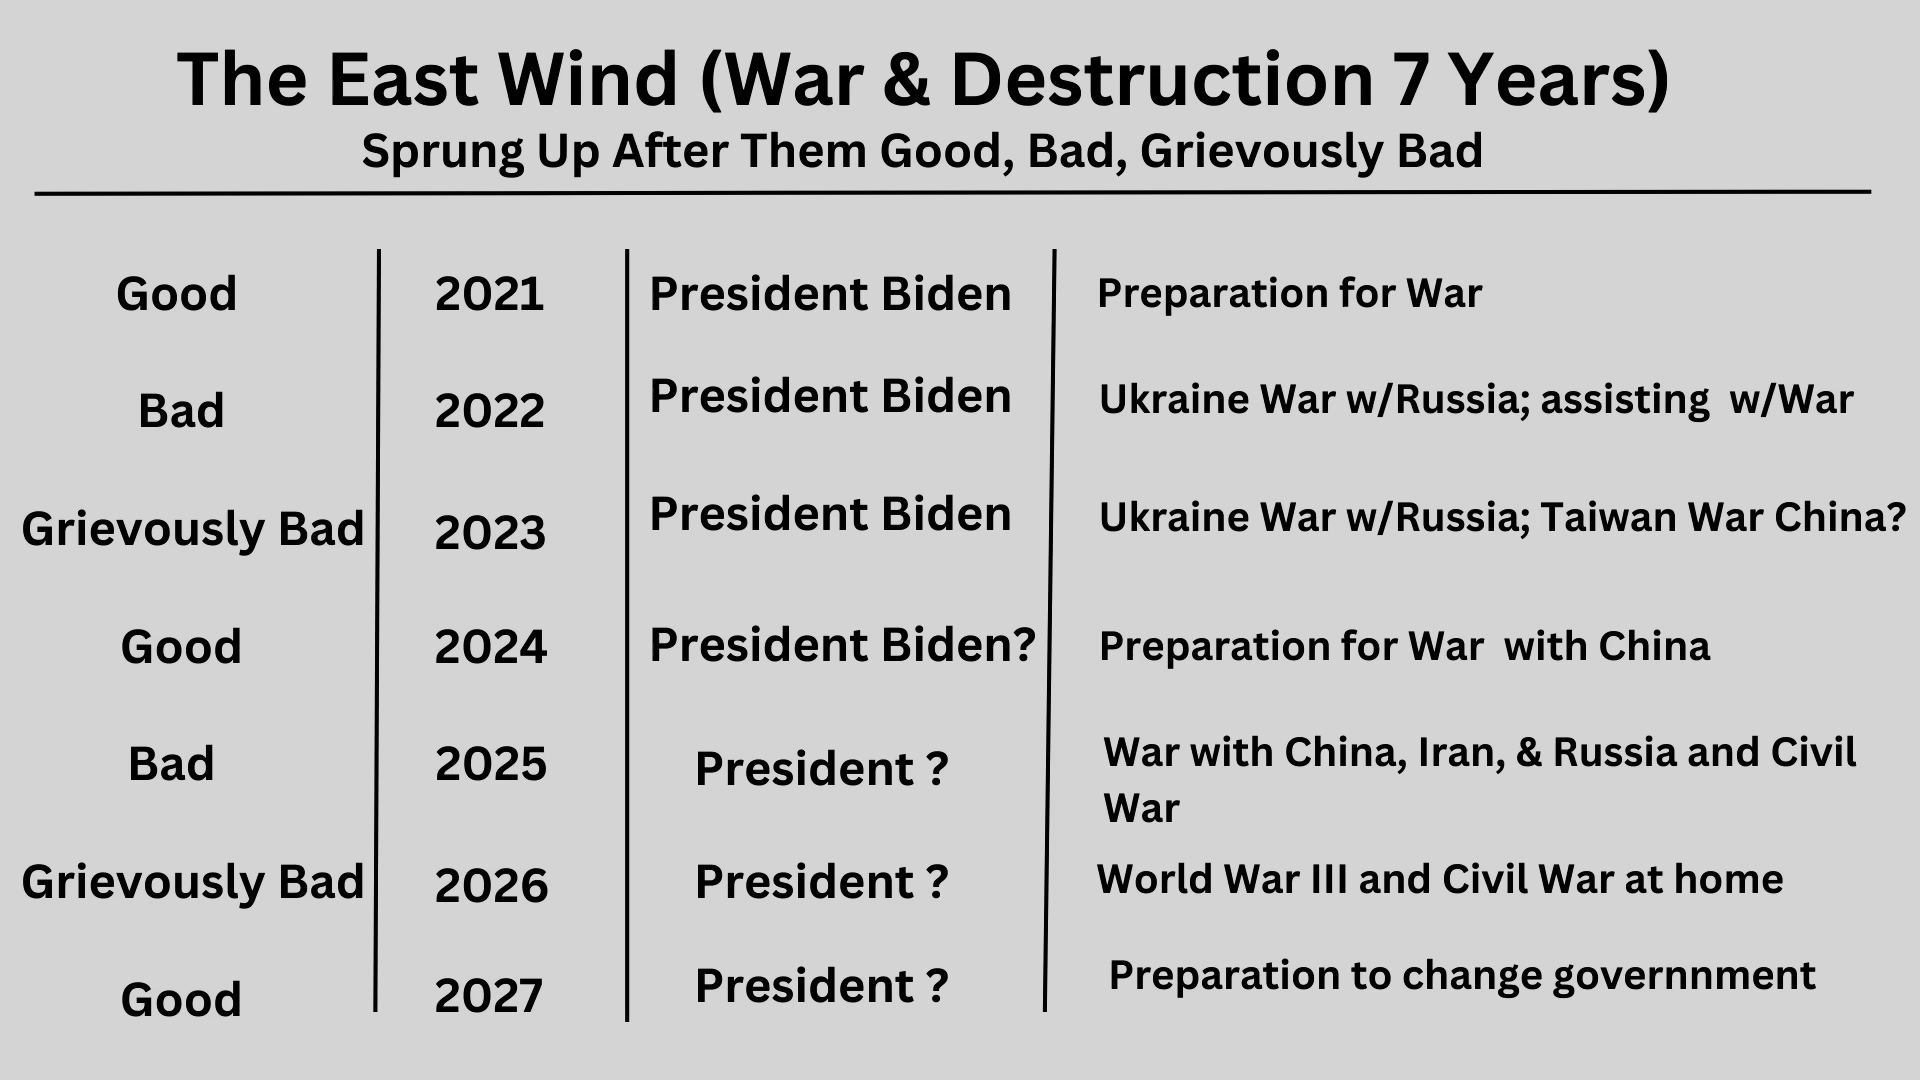 The East Wind (War & Destruction 7 Years)
Sprung Up After Them Good, Bad, Grievously Bad
Good 2021 President Biden Preparation for War
Bad 2022 President Biden Ukraine War w/Russia; assisting  w/War
Grievously Bad 2023 President Biden Ukraine War w/Russia; Taiwan War China?
Good 2024 President Biden? Preparation for War  with China
Bad 2025 President ? War with China, Iran, & Russia and Civil
War
Grievously Bad 2026 President ? World War III and Civil War at home
Good 2027 President ? Preparation to change governnment